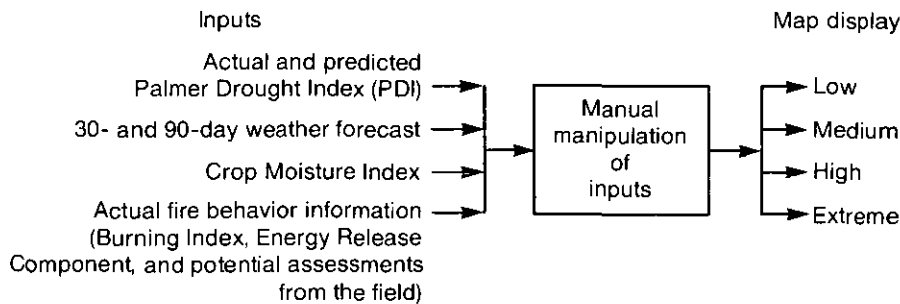 Inputs
Map display
Actual and predicted
Palmer Drought Index (PDI)
30- and 90-day weather forecast
Crop Moisture Index
Actual fire behavior information
(Burning Index, Energy Release
Component, and potential assessments
from the field)
Manual
manipulation
of
inputs
Low
Medium
High
Extreme